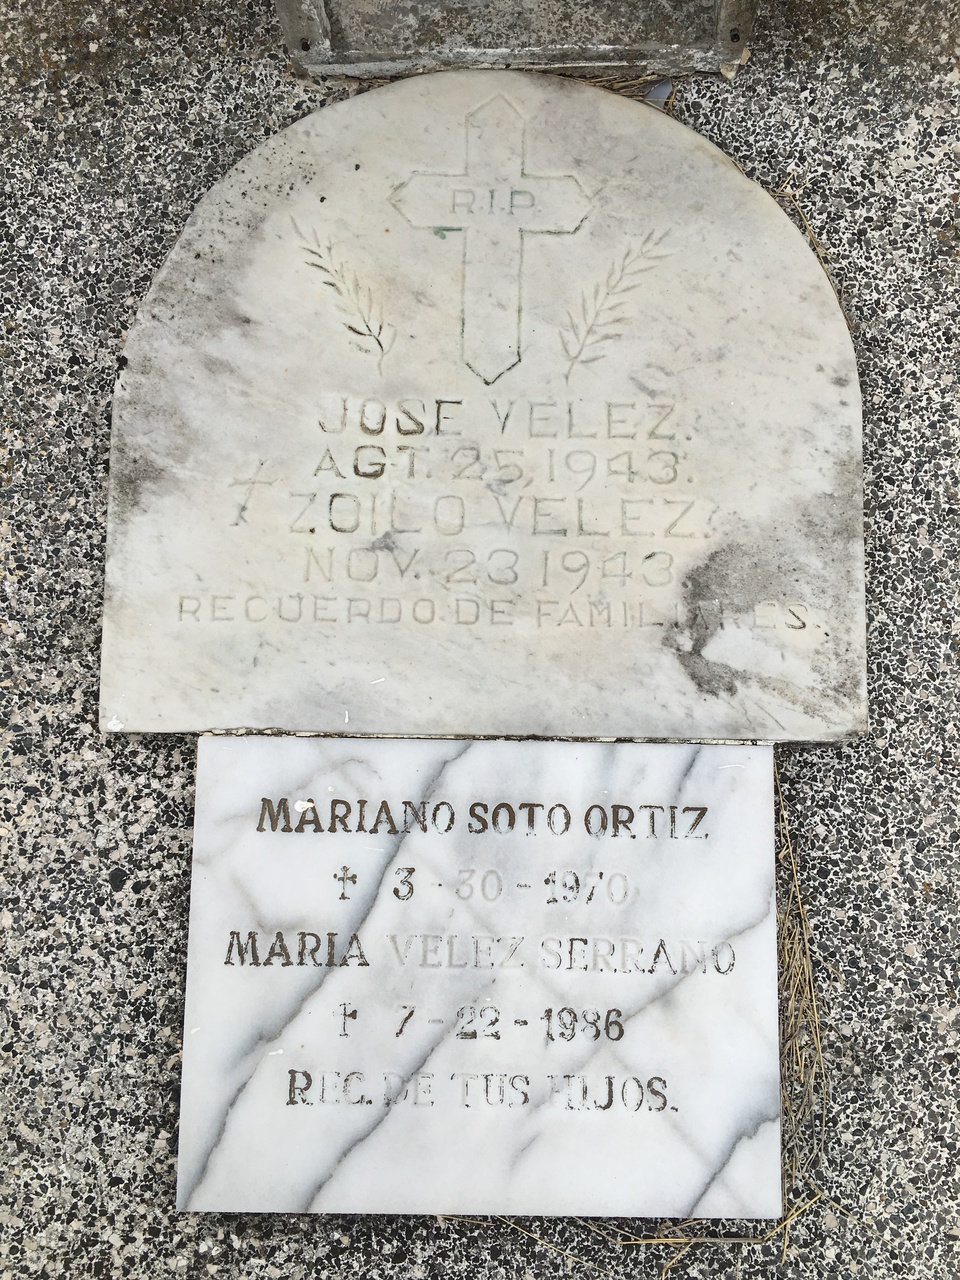 R.I.P.
JOSE VELEZ.
AGT. 25, 1943.
ZOILO VELEZ.
NOV. 23 1943.
RECUERDO DE FAMILIARES.
MARIANO SOTO ORTIZ
✝ 3 - 30 - 1970
MARIA VELEZ SERRANO
✝ 7 - 22 - 1986
REC. DE TUS HIJOS.